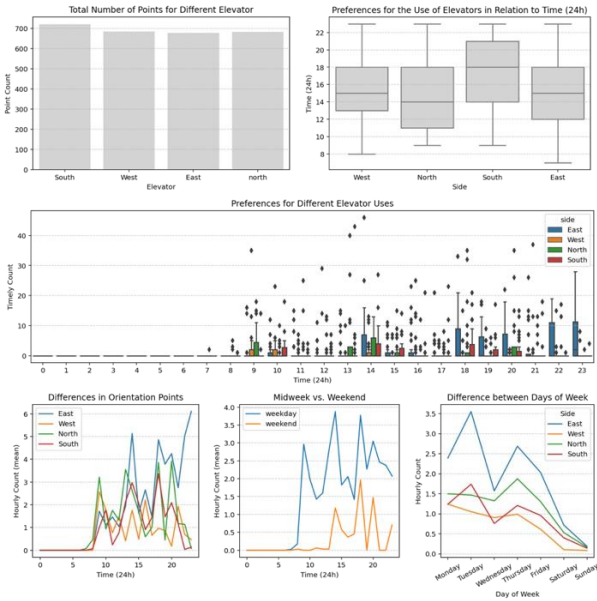 Total Number of Points for Different Elevator
700
600
500
400
300
200
100
0
Point Count
South West East north
Elevator
Preferences for the Use of Elevators in Relation to Time (24h)
22
20
18
16
14
12
10
8
Time (24h)
West North South East
Side
Preferences for Different Elevator Uses
40
30
20
10
0
Timely Count
side
East
West
North
South
0 1 2 3 4 5 6 7 8 9 10 11 12 13 14 15 16 17 18 19 20 21 22 23
Time (24h)
Differences in Orientation Points
6
5
4
3
2
1
0
Hourly Count (mean)
East
West
North
South
0 5 10 15 20
Time (24h)
Midweek vs. Weekend
4.0
3.5
3.0
2.5
2.0
1.5
1.0
0.5
0.0
Hourly Count (mean)
weekday
weekend
0 5 10 15 20
Time (24h)
Difference between Days of Week
3.5
3.0
2.5
2.0
1.5
1.0
0.5
0.0
Hourly Count (mean)
Side
East
West
North
South
Monday Tuesday Wednesday Thursday Friday Saturday Sunday
Day of Week